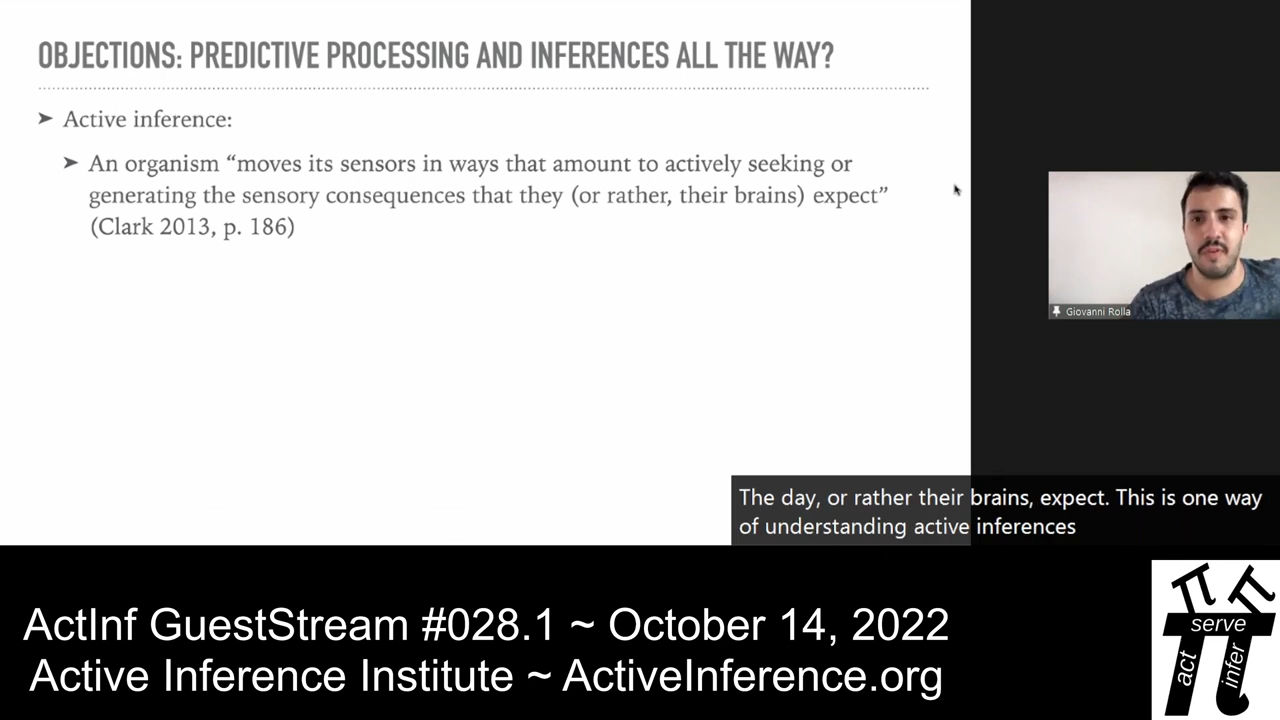 OBJECTIONS: PREDICTIVE PROCESSING AND INFERENCES ALL THE WAY?
➤ Active inference:
➤ An organism “moves its sensors in ways that amount to actively seeking or
generating the sensory consequences that they (or rather, their brains) expect”
(Clark 2013, p. 186)
Giovanni Rolla
The day, or rather their brains, expect. This is one way
of understanding active inferences
ActInf GuestStream #028.1 ~ October 14, 2022
Active Inference Institute ~ ActiveInference.org
serve
act
infer